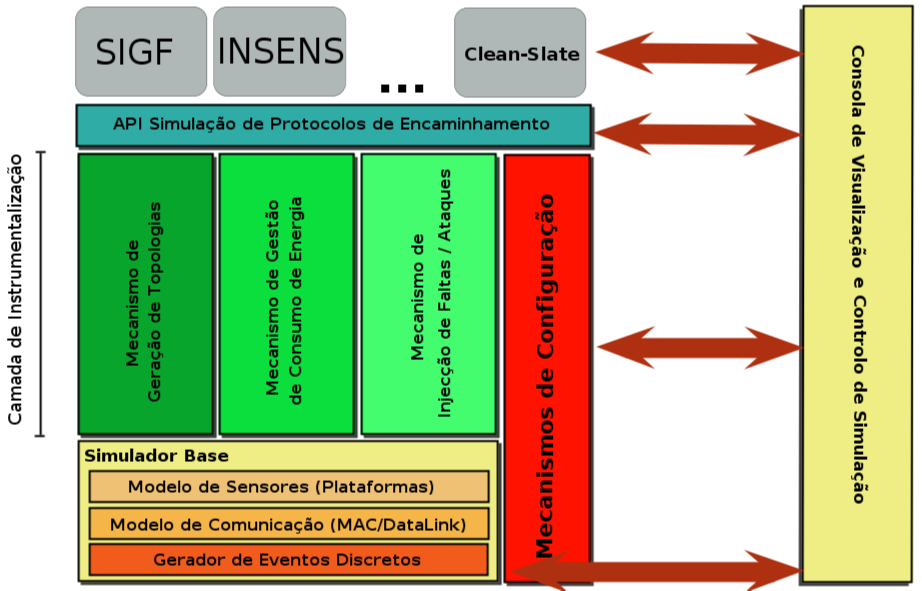 SIGF
INSENS
...
Clean-Slate
API Simulação de Protocolos de Encaminhamento
Camada de Instrumentalização
Mecanismo de
Geração de Topologias
Mecanismo de Gestão
de Consumo de Energia
Mecanismo de
Injecção de Faltas / Ataques
Mecanismos de Configuração
Consola de Visualização e Controlo de Simulação
Simulador Base
Modelo de Sensores (Plataformas)
Modelo de Comunicação (MAC/DataLink)
Gerador de Eventos Discretos